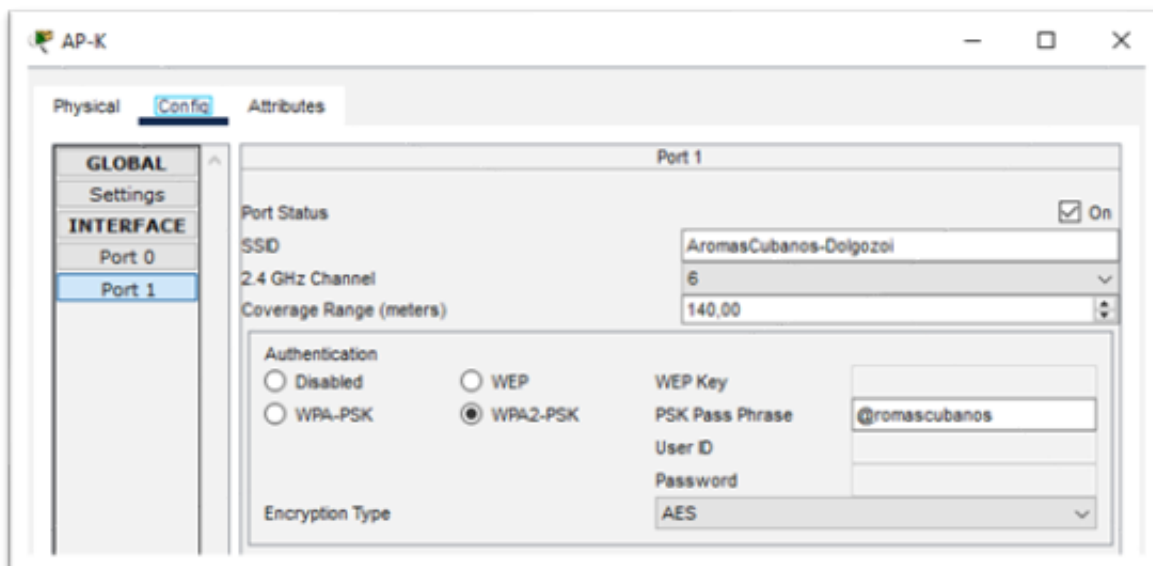 AP-K
Physical Config Attributes
GLOBAL
Settings
INTERFACE
Port 0
Port 1
Port 1
Port Status On
SSID AromasCubanos-Dolgozoi
2.4 GHz Channel 6
Coverage Range (meters) 140,00
Authentication
Disabled WEP WEP Key
WPA-PSK WPA2-PSK PSK Pass Phrase @romascubanos
User ID
Password
Encryption Type AES